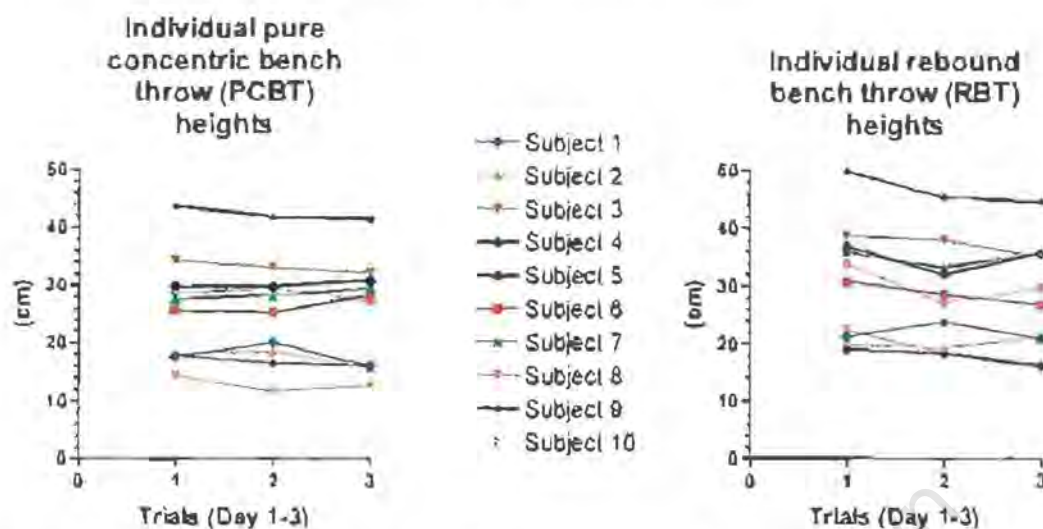 Individual pure
concentric bench
throw (PCBT)
heights
50
40
30
20
10
0
(cm)
0 1 2 3
Trials (Day 1-3)
Subject 1
Subject 2
Subject 3
Subject 4
Subject 5
Subject 6
Subject 7
Subject 8
Subject 9
Subject 10
Individual rebound
bench throw (RBT)
heights
50
40
30
20
10
0
(cm)
0 1 2 3
Trials (Day 1-3)